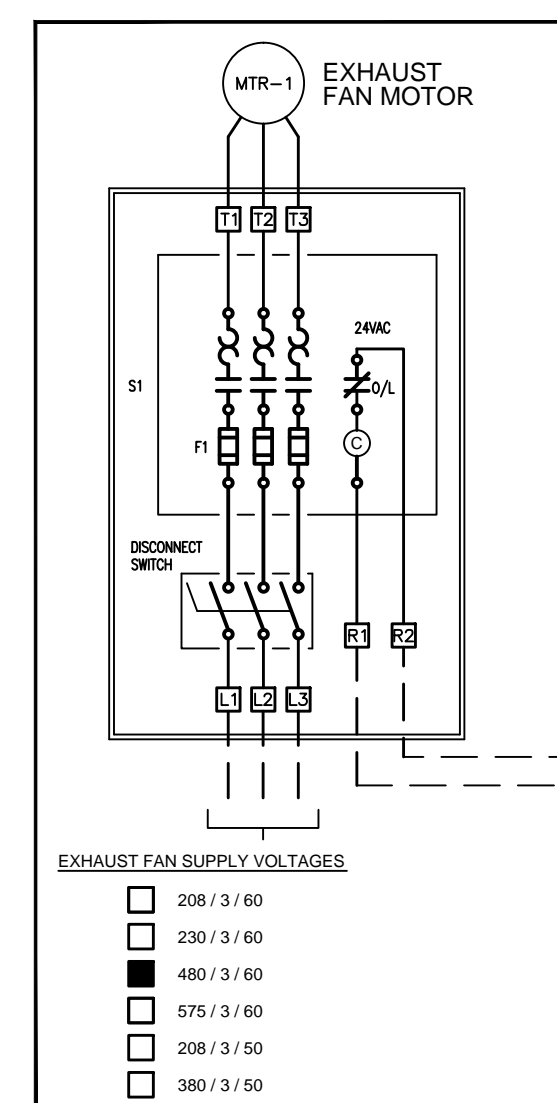 MTR-1
EXHAUST
FAN MOTOR
T1 T2 T3
24VAC
S1
O/L
F1
C
DISCONNECT
SWITCH
R1 R2
L1 L2 L3
EXHAUST FAN SUPPLY VOLTAGES
208 / 3 / 60
230 / 3 / 60
480 / 3 / 60
575 / 3 / 60
208 / 3 / 50
380 / 3 / 50